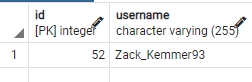 id username
[PK] integer character varying (255)
1 52 Zack_Kemmer93